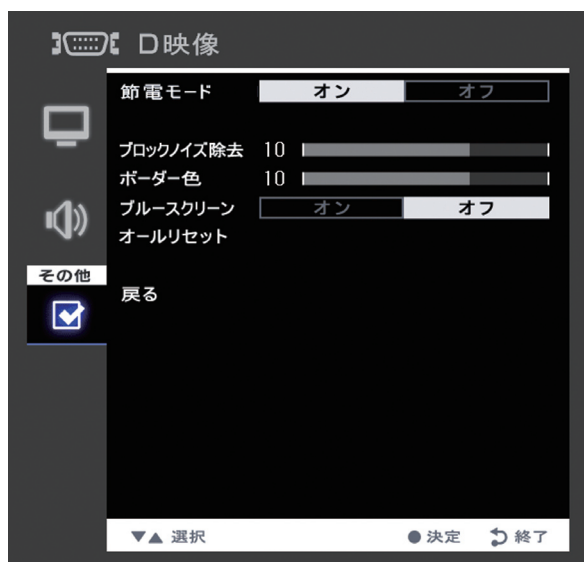 D映像
節電モード オン オフ
ブロックノイズ除去 10
ボーダー色 10
ブルースクリーン オン オフ
オールリセット
その他
戻る
▼▲ 選択 ●決定 終了